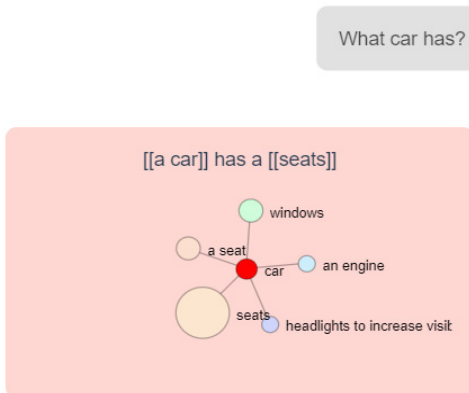 What car has?
[[a car]] has a [[seats]]
windows
a seat
car
an engine
seats
headlights to increase visit